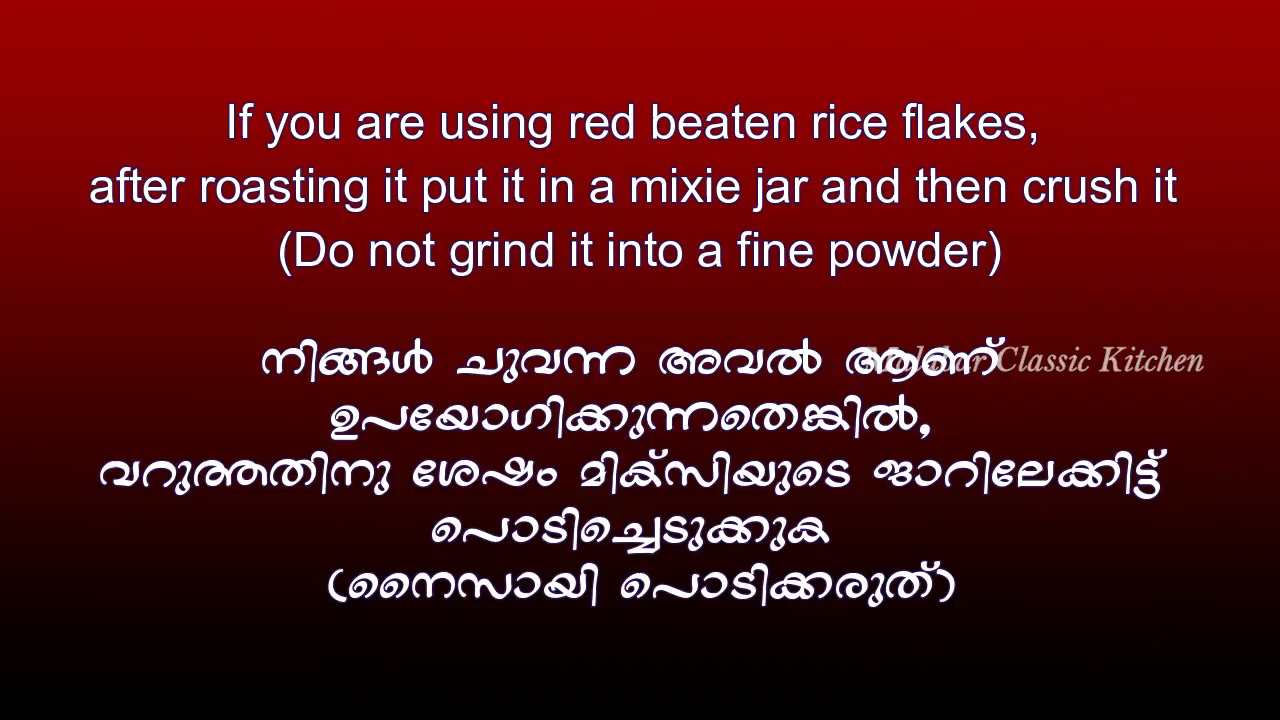 If you are using red beaten rice flakes,
after roasting it put it in a mixie jar and then crush it
(Do not grind it into a fine powder)
നിങ്ങൾ ചുവന്ന അവൽ ആണ്
Malabar Classic Kitchen
ഉപയോഗിക്കുന്നതെങ്കിൽ,
വറുത്തതിനു ശേഷം മിക്സിയുടെ ജാറിലേക്കിട്ട്
പൊടിച്ചെടുക്കുക
(നൈസായി പൊടിക്കരുത്)